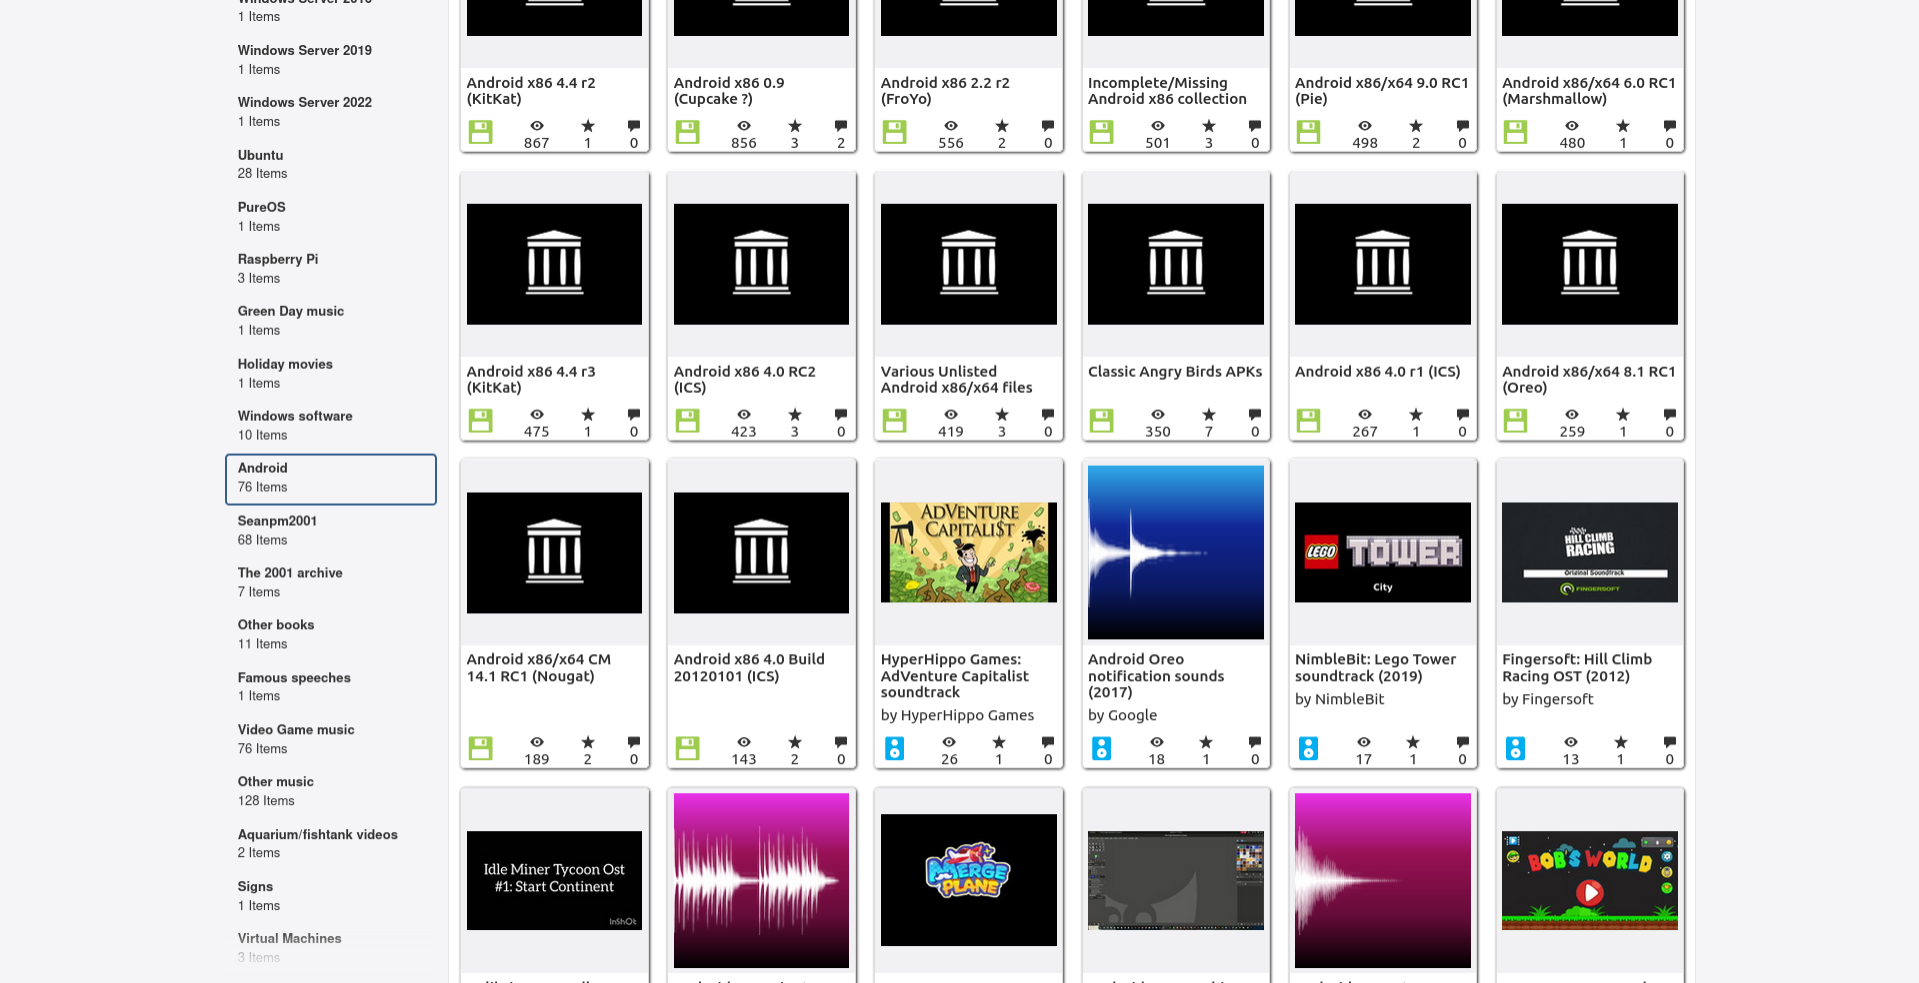 1 Items
Windows Server 2019
1 Items
Windows Server 2022
1 Items
Ubuntu
28 Items
PureOS
1 Items
Raspberry Pi
3 Items
Green Day music
1 Items
Holiday movies
1 Items
Windows software
10 Items
Android
76 Items
Seanpm2001
68 Items
The 2001 archive
7 Items
Other books
11 Items
Famous speeches
1 Items
Video Game music
76 Items
Other music
128 Items
Aquarium/fishtank videos
2 Items
Signs
1 Items
Virtual Machines
3 Items
Android x86 4.4 r2
(KitKat)
867 1 0
Android x86 0.9
(Cupcake ?)
856 3 2
Android x86 2.2 r2
(FroYo)
556 2 0
Incomplete/Missing
Android x86 collection
501 3 0
Android x86/x64 9.0 RC1
(Pie)
498 2 0
Android x86/x64 6.0 RC1
(Marshmallow)
480 1 0
Android x86 4.4 r3
(KitKat)
475 1 0
Android x86 4.0 RC2
(ICS)
423 3 0
Various Unlisted
Android x86/x64 files
419 3 0
Classic Angry Birds APKs
350 7 0
Android x86 4.0 r1 (ICS)
267 1 0
Android x86/x64 8.1 RC1
(Oreo)
259 1 0
Android x86/x64 CM
14.1 RC1 (Nougat)
189 2 0
Android x86 4.0 Build
20120101 (ICS)
143 2 0
ADVENTURE
CAPITALI$T
HyperHippo Games:
AdVenture Capitalist
soundtrack
by HyperHippo Games
26 1 0
Android Oreo
notification sounds
(2017)
by Google
18 1 0
LEGO TOWER
City
NimbleBit: Lego Tower
soundtrack (2019)
by NimbleBit
17 1 0
HILL CLIMB
RACING
Original Soundtrack
FINGERSOFT
Fingersoft: Hill Climb
Racing OST (2012)
by Fingersoft
13 1 0
Idle Miner Tycoon Ost
#1: Start Continent
InShOt
MERGE
PLANE
BOB'S WORLD